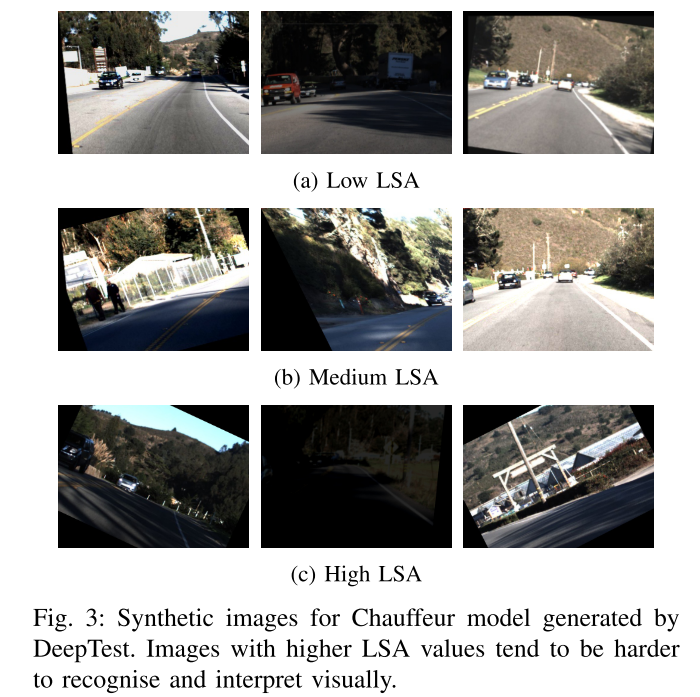 (a) Low LSA
(b) Medium LSA
(c) High LSA
Fig. 3: Synthetic images for Chauffeur model generated by
DeepTest. Images with higher LSA values tend to be harder
to recognise and interpret visually.